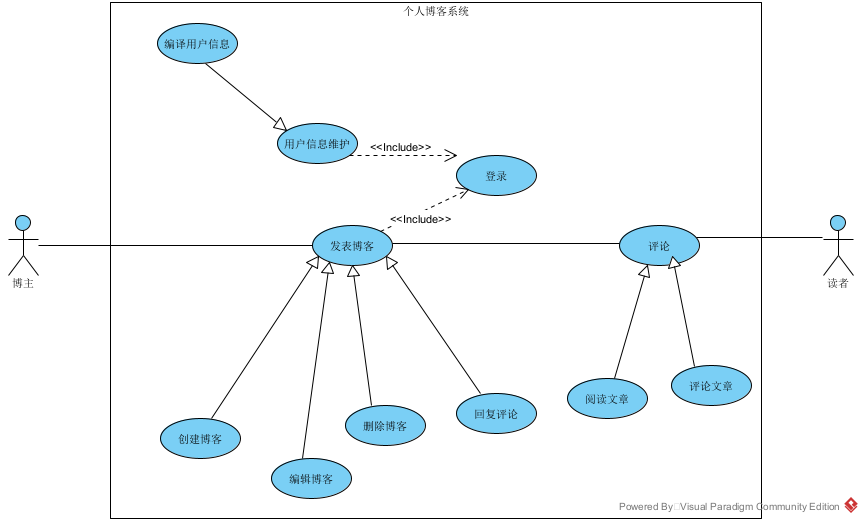 个人博客系统
编译用户信息
用户信息维护
<<Include>>
登录
<<Include>>
发表博客
评论
博主
读者
阅读文章
评论文章
回复评论
删除博客
创建博客
编辑博客
Powered By□Visual Paradigm Community Edition